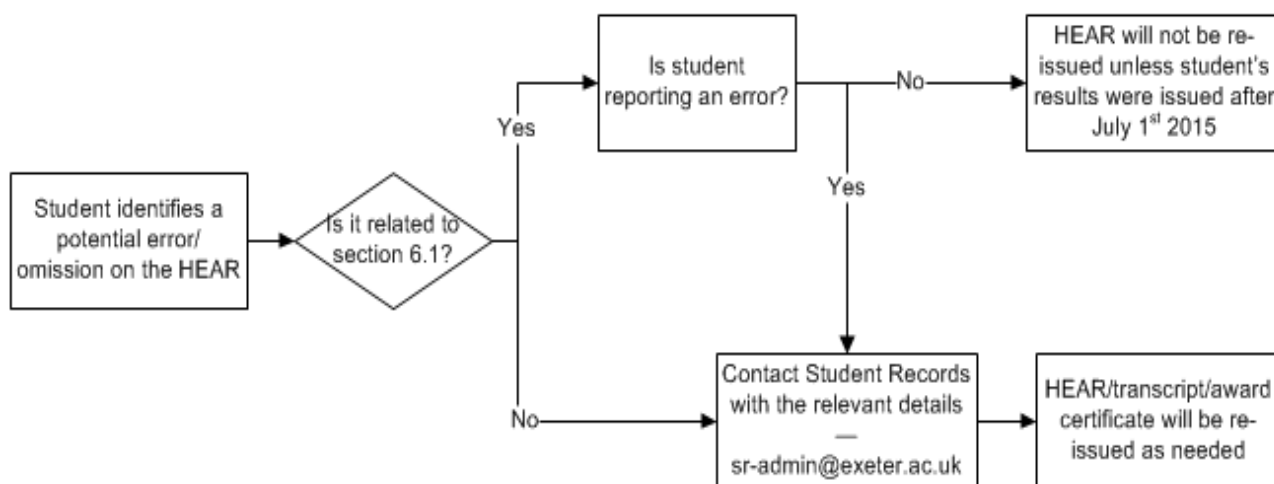 Student identifies a
potential error/
omission on the HEAR
Is it related to
section 6.1?
Yes
Is student
reporting an error?
No
HEAR will not be re-
issued unless student's
results were issued after
July 1st 2015
Yes
No
Contact Student Records
with the relevant details
—
sr-admin@exeter.ac.uk
HEAR/transcript/award
certificate will be re-
issued as needed